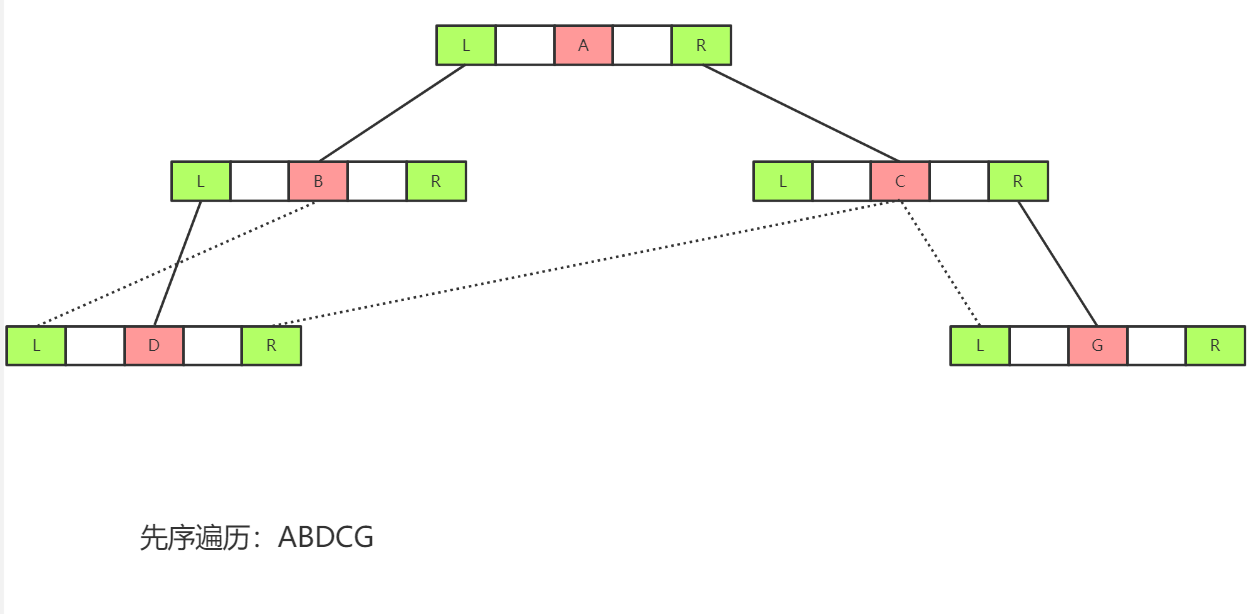 L A R
L B R
L C R
L D R
L G R
先序遍历：ABDCG